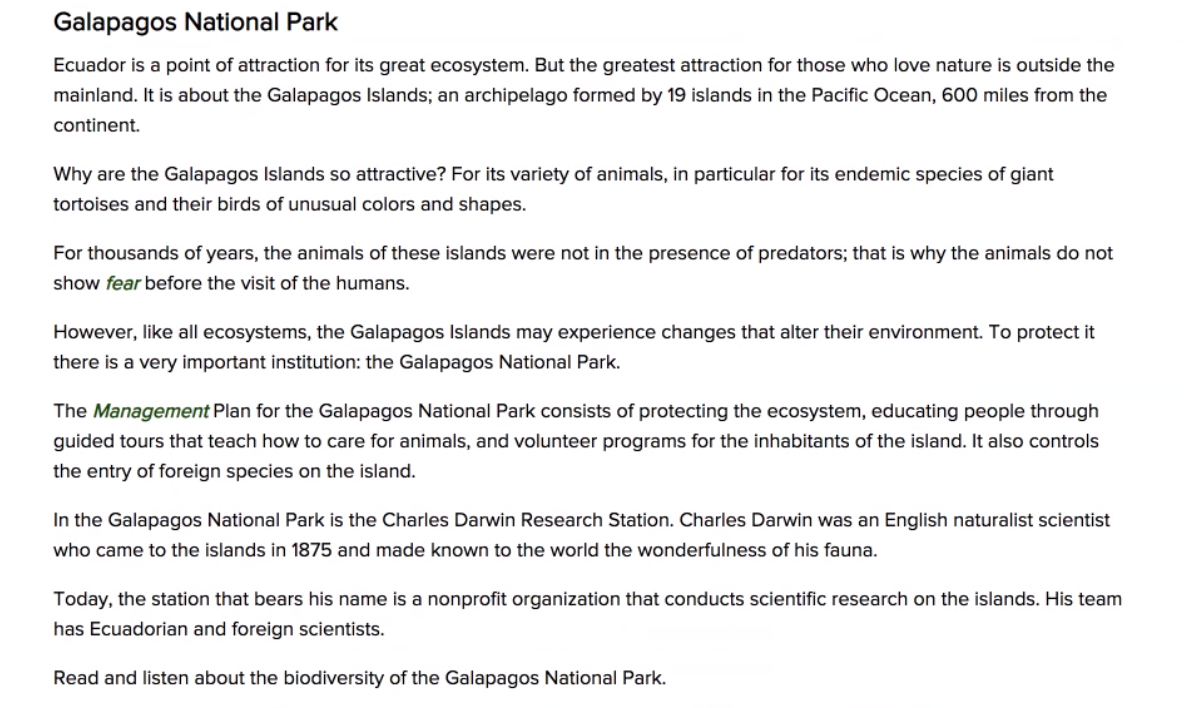 Galapagos National Park
Ecuador is a point of attraction for its great ecosystem. But the greatest attraction for those who love nature is outside the
mainland. It is about the Galapagos Islands; an archipelago formed by 19 islands in the Pacific Ocean, 600 miles from the
continent.
Why are the Galapagos Islands so attractive? For its variety of animals, in particular for its endemic species of giant
tortoises and their birds of unusual colors and shapes.
For thousands of years, the animals of these islands were not in the presence of predators; that is why the animals do not
show fear before the visit of the humans.
However, like all ecosystems, the Galapagos Islands may experience changes that alter their environment. To protect it
there is a very important institution: the Galapagos National Park.
The Management Plan for the Galapagos National Park consists of protecting the ecosystem, educating people through
guided tours that teach how to care for animals, and volunteer programs for the inhabitants of the island. It also controls
the entry of foreign species on the island.
In the Galapagos National Park is the Charles Darwin Research Station. Charles Darwin was an English naturalist scientist
who came to the islands in 1875 and made known to the world the wonderfulness of his fauna.
Today, the station that bears his name is a nonprofit organization that conducts scientific research on the islands. His team
has Ecuadorian and foreign scientists.
Read and listen about the biodiversity of the Galapagos National Park.